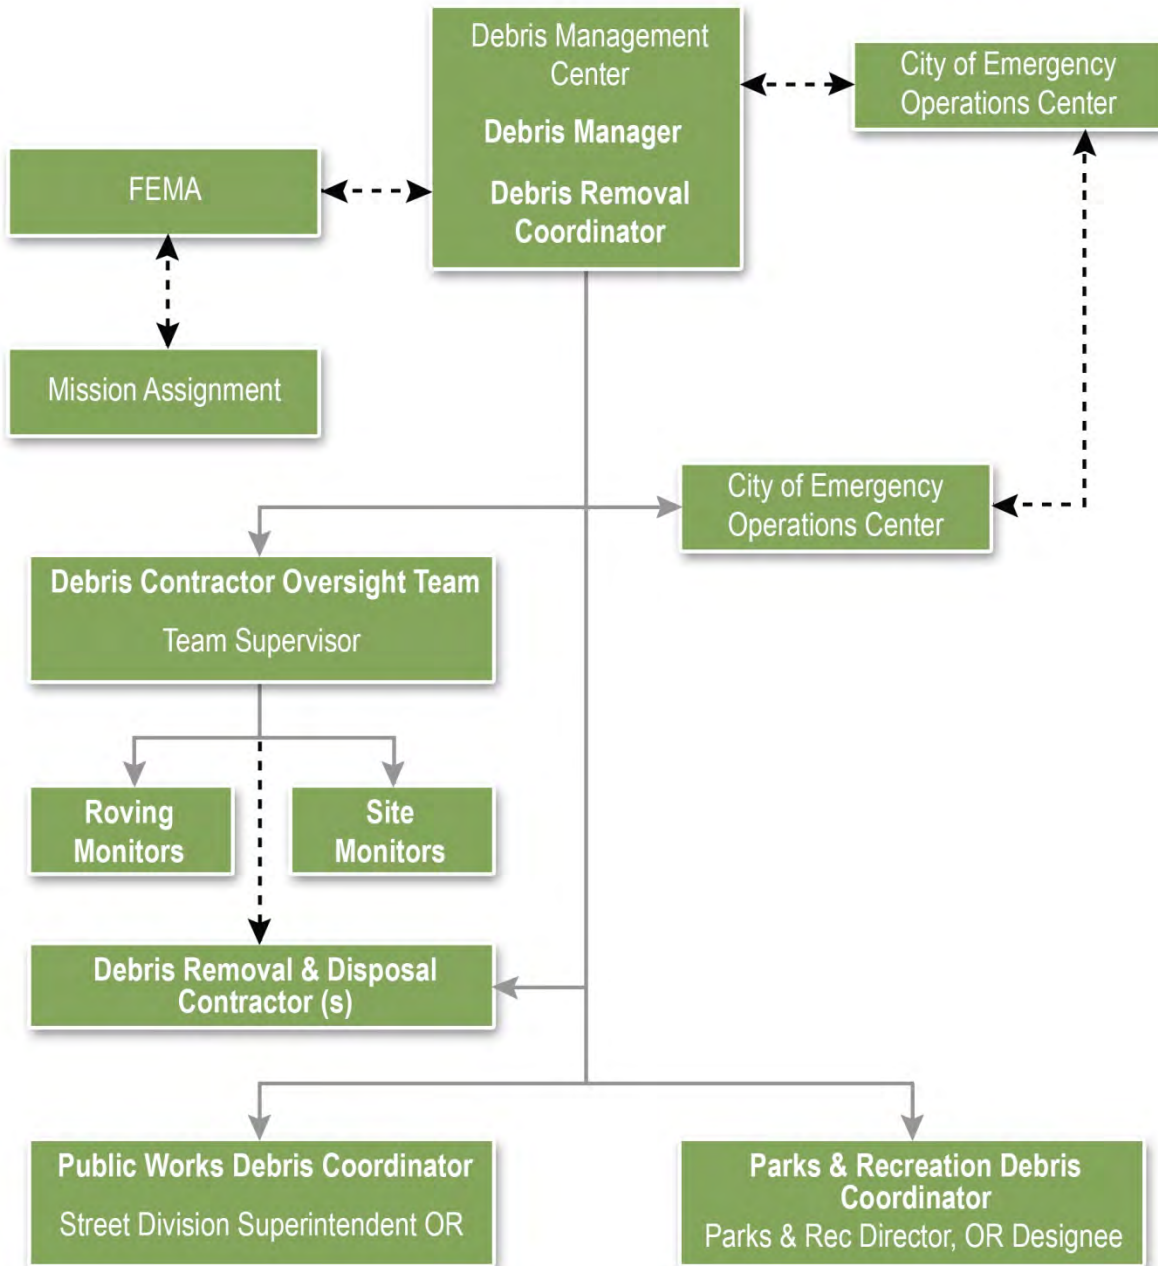 Debris Management
Center
Debris Manager
Debris Removal
Coordinator
City of Emergency
Operations Center
FEMA
Mission Assignment
City of Emergency
Operations Center
Debris Contractor Oversight Team
Team Supervisor
Roving
Monitors
Site
Monitors
Debris Removal & Disposal
Contractor (s)
Public Works Debris Coordinator
Street Division Superintendent OR
Parks & Recreation Debris
Coordinator
Parks & Rec Director, OR Designee